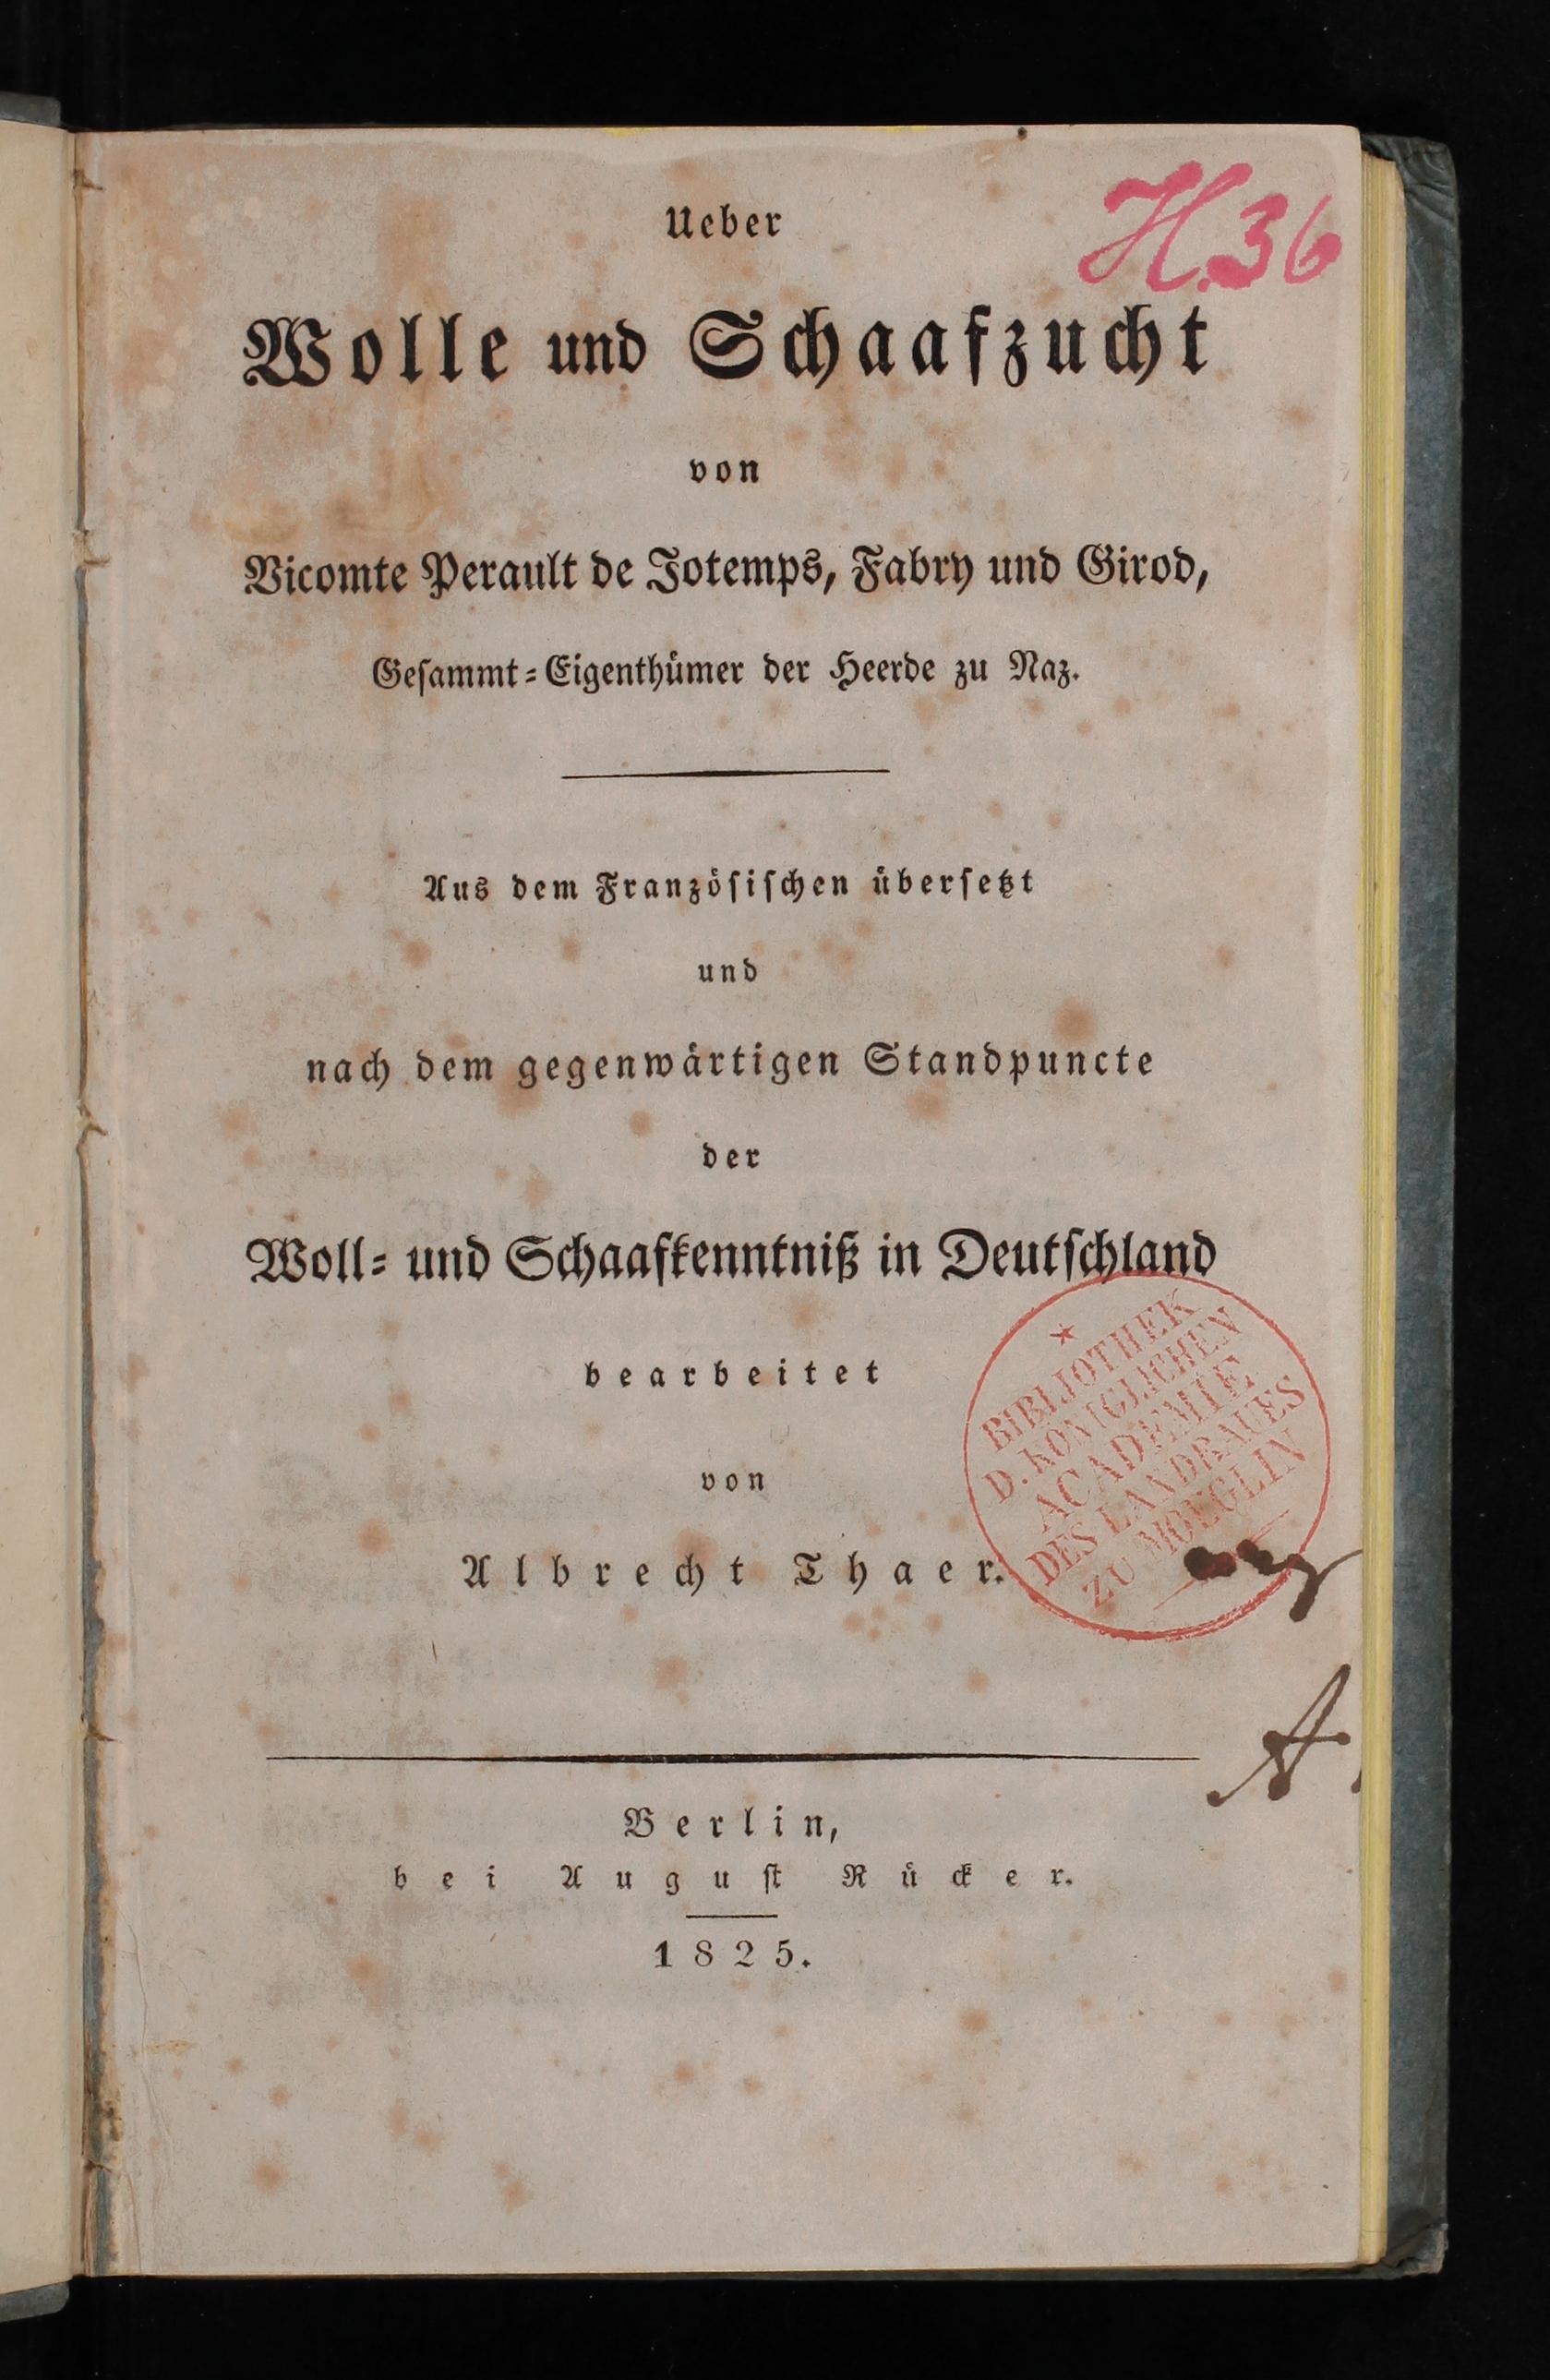 H. 36
Ueber
Wolle und Schaafzucht
von
Vicomte Perault de Jotemps, Fabry und Girod,
Gesammt-Eigenthümer der Heerde zu Naz.
Aus dem Französischen übersetzt
und
nach dem gegenwärtigen Standpuncte
der
Woll- und Schaafkenntniß in Deutschland
bearbeitet
von
Albrecht Thaer.
BIBLIOTHEK
D. KÖNIGLICHEN
ACADEMIE
DES LANDBAUES
ZU MOEGLIN
A
Berlin,
bei August Rücker.
1825.